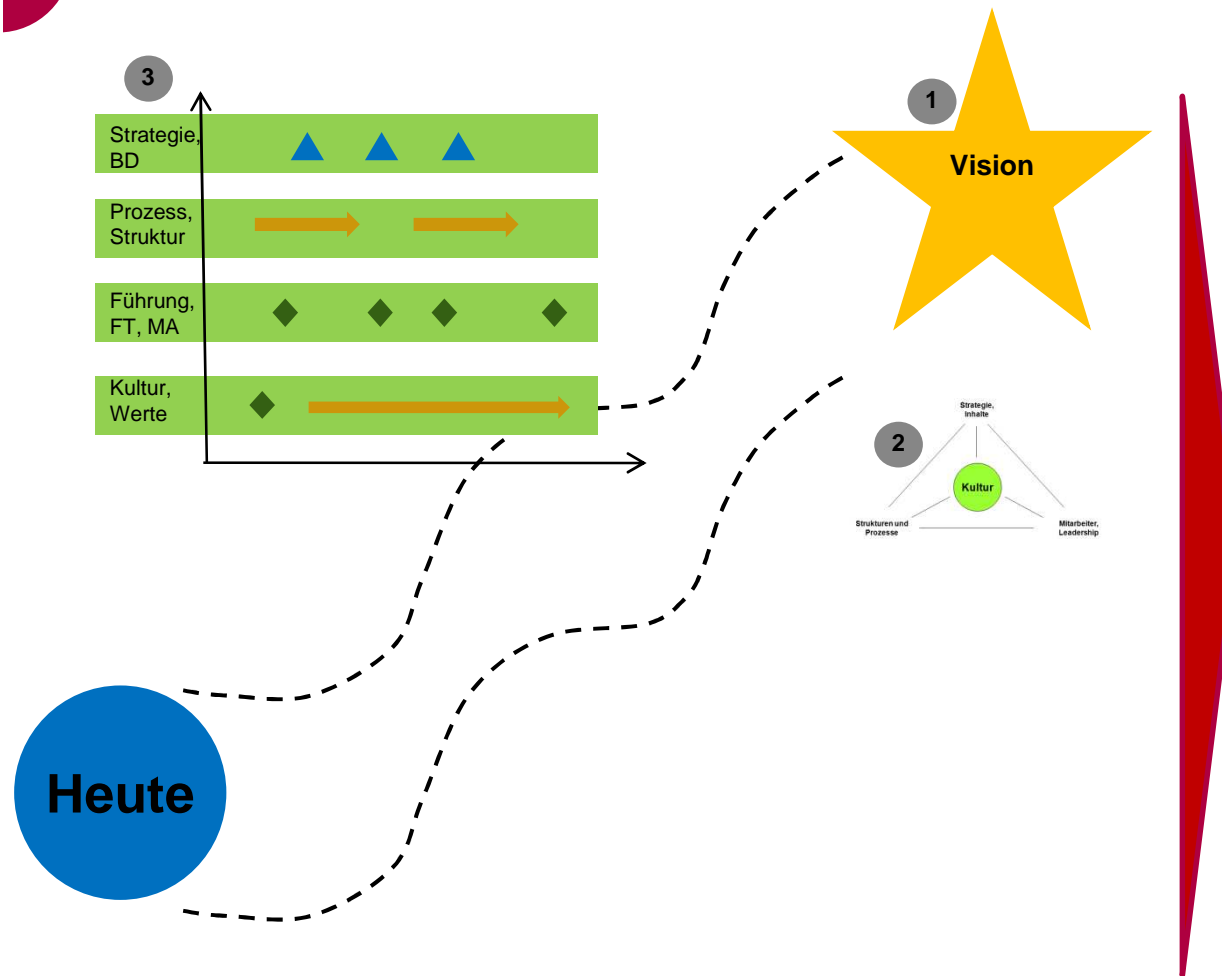 3
Strategie,
BD
Prozess,
Struktur
Führung,
FT, MA
Kultur,
Werte
1
Vision
2
Strategie,
Inhalte
Kultur
Strukturen und
Prozesse
Mitarbeiter,
Leadership
Heute